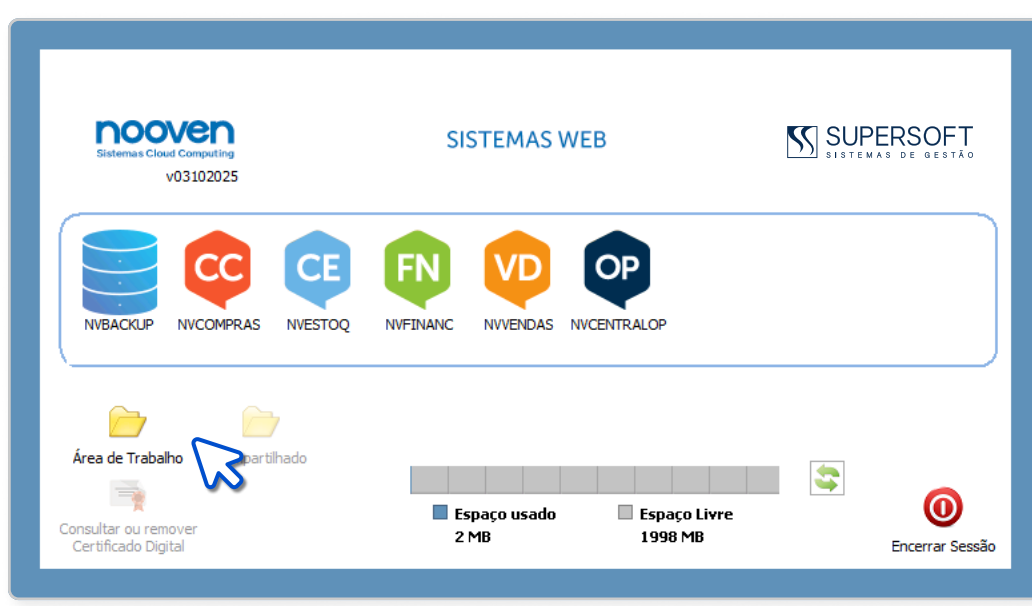 nooven
Sistemas Cloud Computing
v03102025
SISTEMAS WEB
SUPERSOFT
SISTEMAS DE GESTÃO
CC
CE
FN
VD
OP
NVBACKUP
NVCOMPRAS
NVESTOQ
NVFINANC
NVVENDAS
NVCENTRALOP
Área de Trabalho
partilhado
Consultar ou remover
Certificado Digital
Espaço usado
2 MB
Espaço Livre
1998 MB
Encerrar Sessão